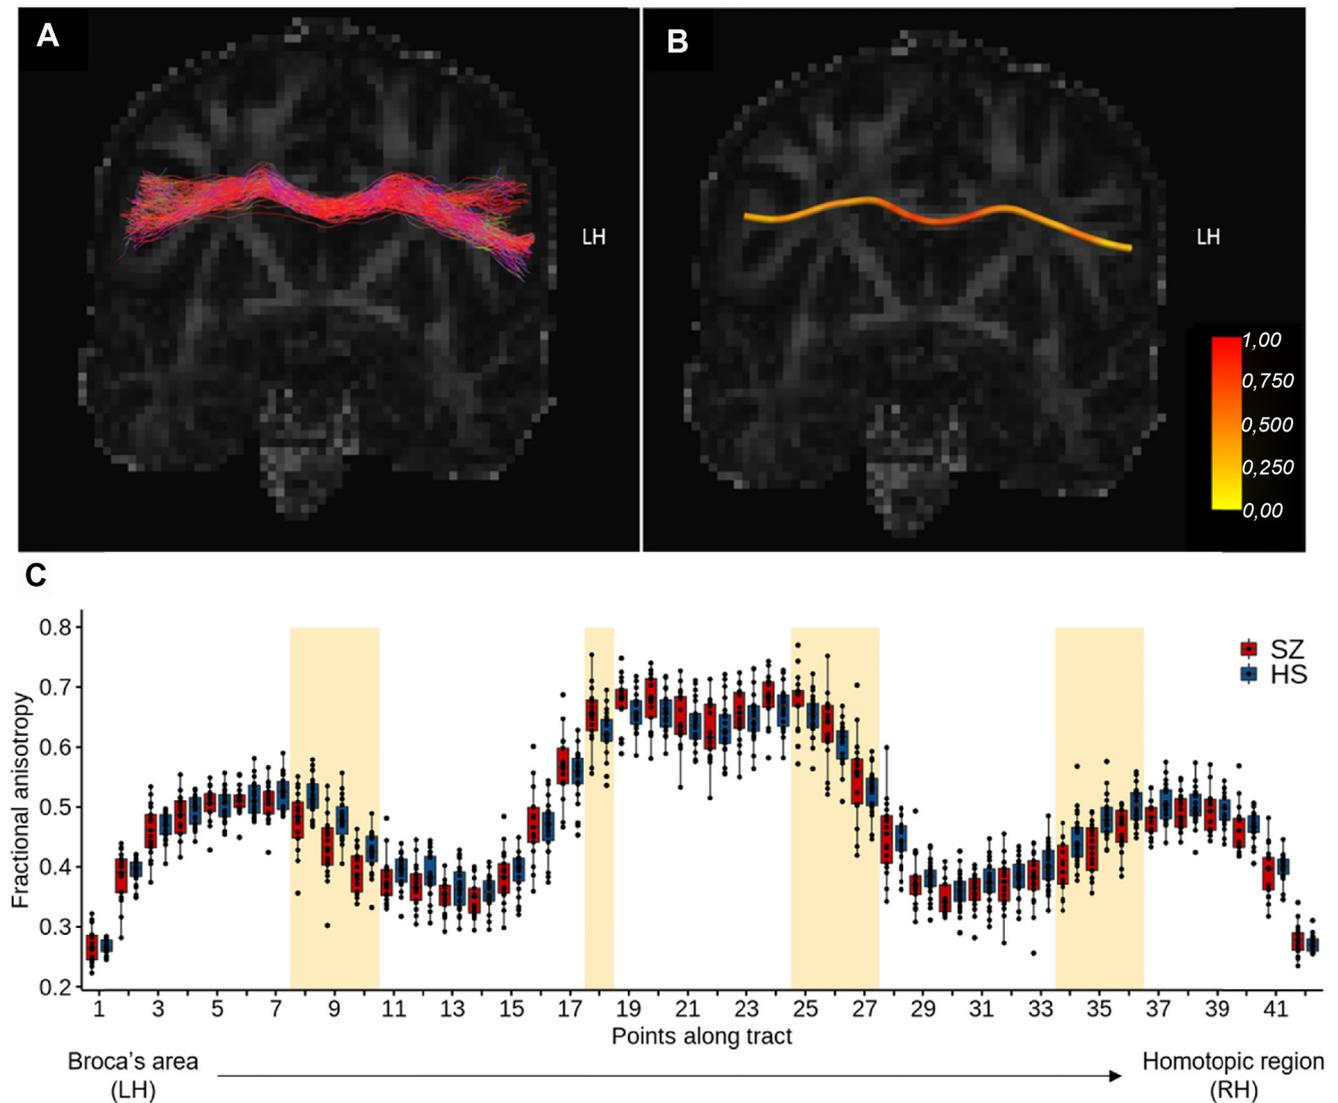 A
B
LH
LH
1,00
0,750
0,500
0,250
0,00
C
0.8
0.7
0.6
0.5
0.4
0.3
0.2
Fractional anisotropy
SZ
HS
1 3 5 7 9 11 13 15 17 19 21 23 25 27 29 31 33 35 37 39 41
Points along tract
Broca's area
(LH)
Homotopic region
(RH)